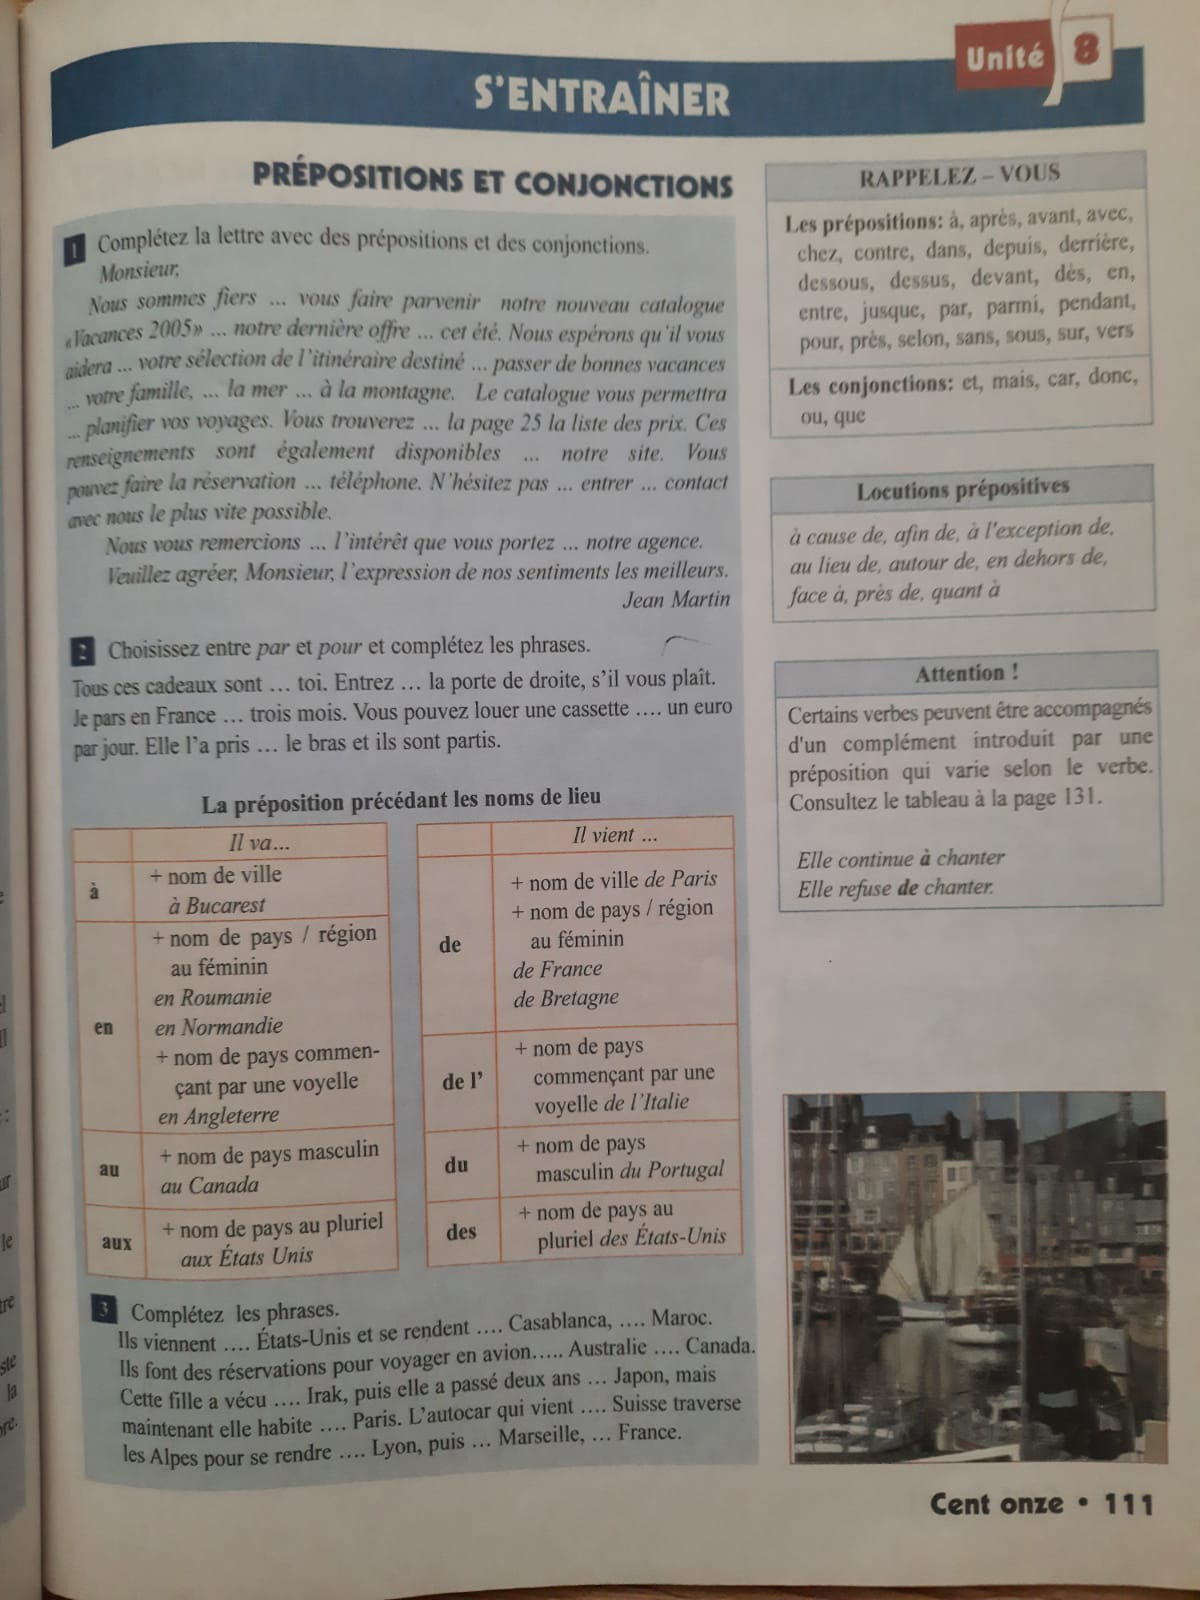 Unité 8
S'ENTRAÎNER
PRÉPOSITIONS ET CONJONCTIONS
1 Complétez la lettre avec des prépositions et des conjonctions.
Monsieur,
Nous sommes fiers ... vous faire parvenir notre nouveau catalogue
«Vacances 2005» ... notre dernière offre ... cet été. Nous espérons qu'il vous
aidera ... votre sélection de l'itinéraire destiné ... passer de bonnes vacances
... votre famille, ... la mer ... à la montagne. Le catalogue vous permettra
... planifier vos voyages. Vous trouverez ... la page 25 la liste des prix. Ces
renseignements sont également disponibles ... notre site. Vous
pouvez faire la réservation ... téléphone. N'hésitez pas ... entrer ... contact
avec nous le plus vite possible.
Nous vous remercions ... l'intérêt que vous portez ... notre agence.
Veuillez agréer, Monsieur, l'expression de nos sentiments les meilleurs.
Jean Martin
2 Choisissez entre par et pour et complétez les phrases.
Tous ces cadeaux sont ... toi. Entrez ... la porte de droite, s'il vous plaît.
Je pars en France ... trois mois. Vous pouvez louer une cassette .... un euro
par jour. Elle l'a pris ... le bras et ils sont partis.
La préposition précédant les noms de lieu
Il va...
à
+ nom de ville
à Bucarest
en
+ nom de pays / région
au féminin
en Roumanie
en Normandie
+ nom de pays commen-
çant par une voyelle
en Angleterre
au
+ nom de pays masculin
au Canada
aux
+ nom de pays au pluriel
aux États Unis
Il vient ...
de
+ nom de ville de Paris
+ nom de pays / région
au féminin
de France
de Bretagne
de l'
+ nom de pays
commençant par une
voyelle de l'Italie
du
+ nom de pays
masculin du Portugal
des
+ nom de pays au
pluriel des États-Unis
3 Complétez les phrases.
Ils viennent .... États-Unis et se rendent .... Casablanca, .... Maroc.
Ils font des réservations pour voyager en avion..... Australie .... Canada.
Cette fille a vécu .... Irak, puis elle a passé deux ans ... Japon, mais
maintenant elle habite .... Paris. L'autocar qui vient .... Suisse traverse
les Alpes pour se rendre .... Lyon, puis ... Marseille, ... France.
RAPPELEZ – VOUS
Les prépositions: à, après, avant, avec,
chez, contre, dans, depuis, derrière,
dessous, dessus, devant, dès, en,
entre, jusque, par, parmi, pendant,
pour, près, selon, sans, sous, sur, vers
Les conjonctions: et, mais, car, donc,
ou, que
Locutions prépositives
à cause de, afin de, à l'exception de,
au lieu de, autour de, en dehors de,
face à, près de, quant à
Attention !
Certains verbes peuvent être accompagnés
d'un complément introduit par une
préposition qui varie selon le verbe.
Consultez le tableau à la page 131.
Elle continue à chanter
Elle refuse de chanter.
Cent onze • 111